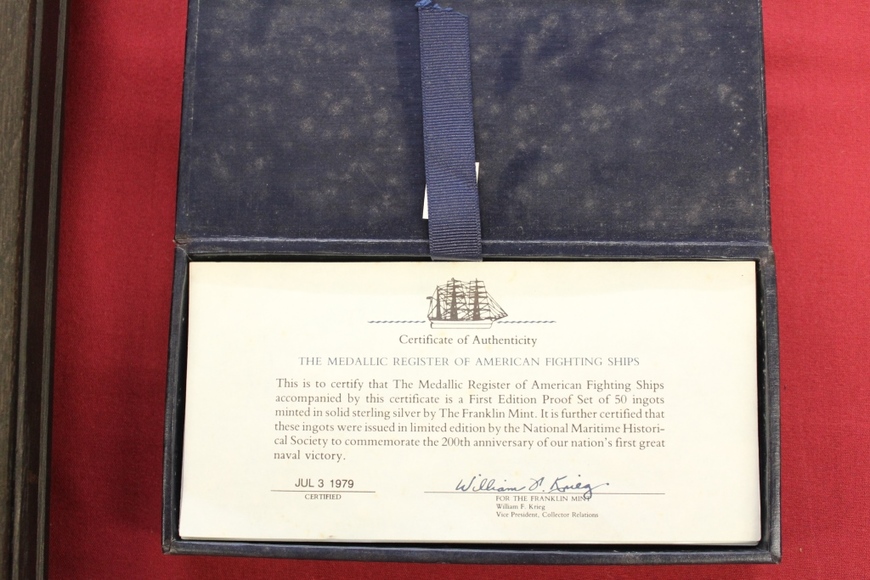 Certificate of Authenticity
THE MEDALLIC REGISTER OF AMERICAN FIGHTING SHIPS
This is to certify that The Medallic Register of American Fighting Ships
accompanied by this certificate is a First Edition Proof Set of 50 ingots
minted in solid sterling silver by The Franklin Mint. It is further certified that
these ingots were issued in limited edition by the National Maritime Histori-
cal Society to commemorate the 200th anniversary of our nation's first great
naval victory.
JUL 3 1979
CERTIFIED
William F. Krieg
FOR THE FRANKLIN MINT
William F. Krieg
Vice President, Collector Relations